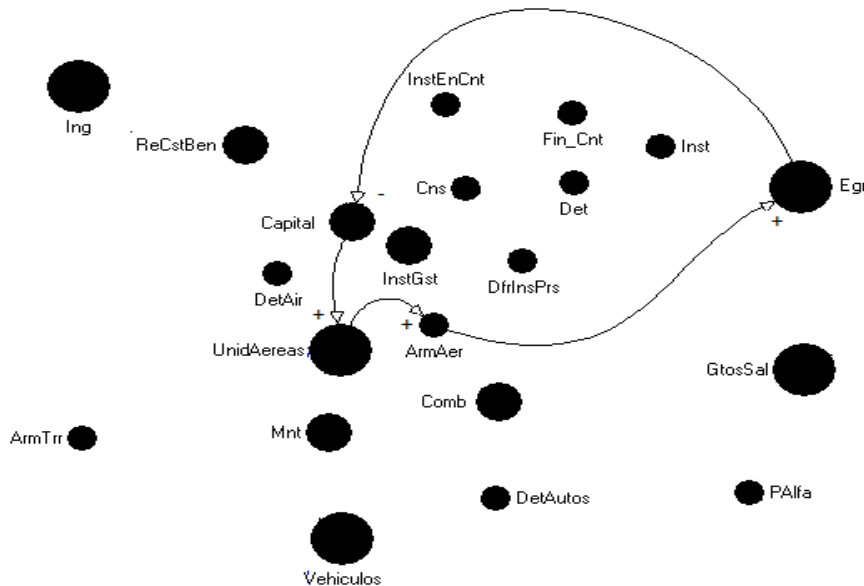 InstEnCnt
Ing
ReCstBen
Fin_Cnt
Inst
Cns
-
Det
Egr
Capital
+
InstGst
DfrInsPrs
DetAir
+
+
UnidAereas
ArmAer
GtosSal
Comb
ArmTrr
Mnt
DetAutos
PAlfa
Vehiculos